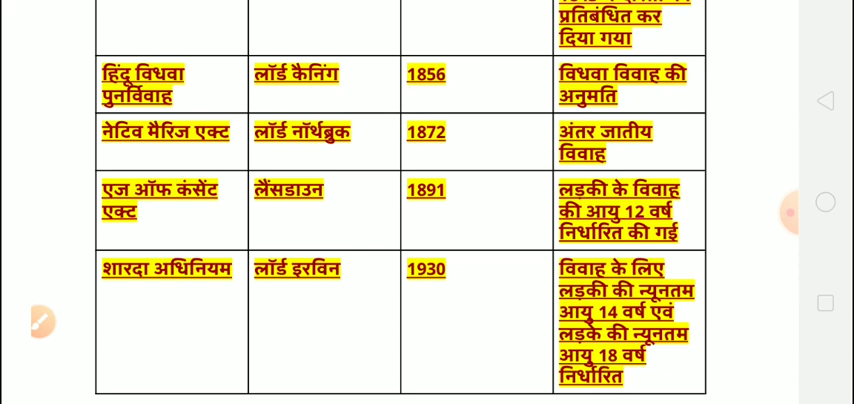 प्रतिबंधित कर
दिया गया
हिंदू विधवा
पुनर्विवाह
लॉर्ड कैनिंग
1856
विधवा विवाह की
अनुमति
नेटिव मैरिज एक्ट
लॉर्ड नॉर्थब्रुक
1872
अंतर जातीय
विवाह
एज ऑफ कंसेंट
एक्ट
लैंसडाउन
1891
लड़की के विवाह
की आयु 12 वर्ष
निर्धारित की गई
शारदा अधिनियम
लॉर्ड इरविन
1930
विवाह के लिए
लड़की की न्यूनतम
आयु 14 वर्ष एवं
लड़के की न्यूनतम
आयु 18 वर्ष
निर्धारित